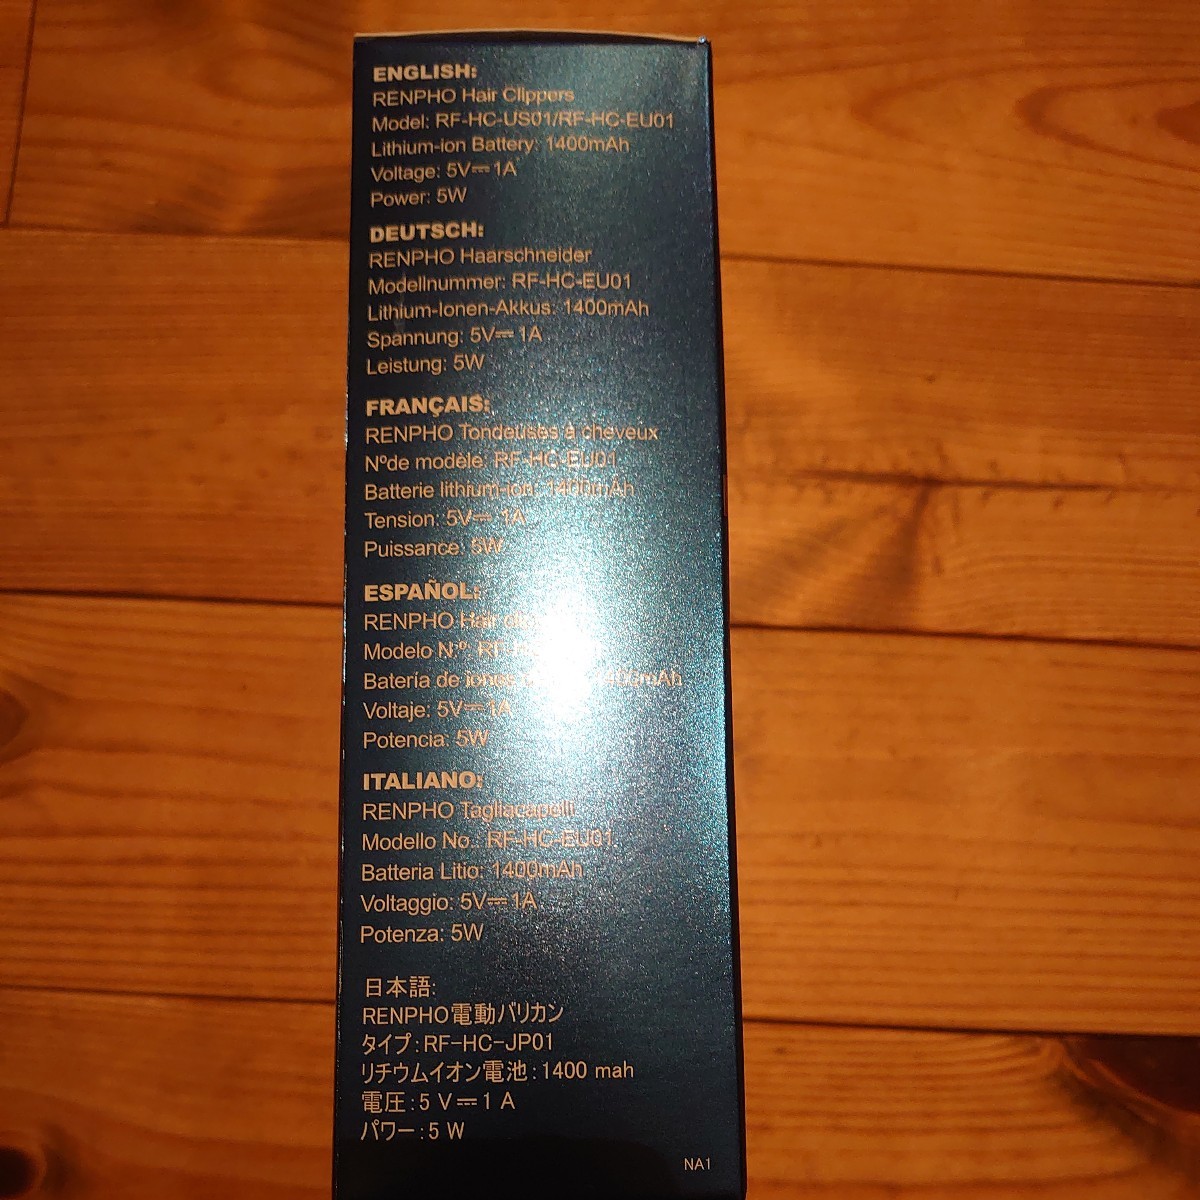 ENGLISH:
RENPHO Hair Clippers
Model: RF-HC-US01/RF-HC-EU01
Lithium-ion Battery: 1400mAh
Voltage: 5V⎓1A
Power: 5W
DEUTSCH:
RENPHO Haarschneider
Modellnummer: RF-HC-EU01
Lithium-Ionen-Akkus: 1400mAh
Spannung: 5V⎓1A
Leistung: 5W
FRANÇAIS:
RENPHO Tondeuses à cheveux
Nºde modèle: RF-HC-EU01
Batterie lithium-ion: 1400mAh
Tension: 5V⎓1A
Puissance: 5W
ESPAÑOL:
RENPHO Hair
Modelo N.º:
Batería de iones 1400mAh
Voltaje: 5V⎓1A
Potencia: 5W
ITALIANO:
RENPHO Tagliacapelli
Modello No.: RF-HC-EU01
Batteria Litio: 1400mAh
Voltaggio: 5V⎓1A
Potenza: 5W
日本語:
RENPHO電動バリカン
タイプ:RF-HC-JP01
リチウムイオン電池:1400 mah
電圧:5 V⎓1 A
パワー:5 W
NA1